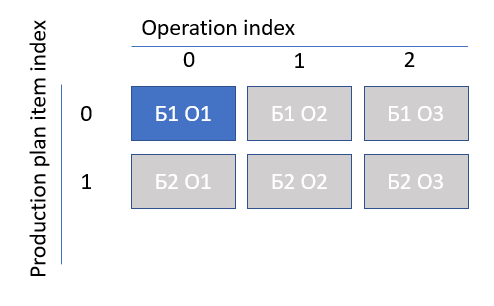 Operation index
0 1 2
Production plan item index
0 Б1 О1 Б1 О2 Б1 О3
1 Б2 О1 Б2 О2 Б2 О3